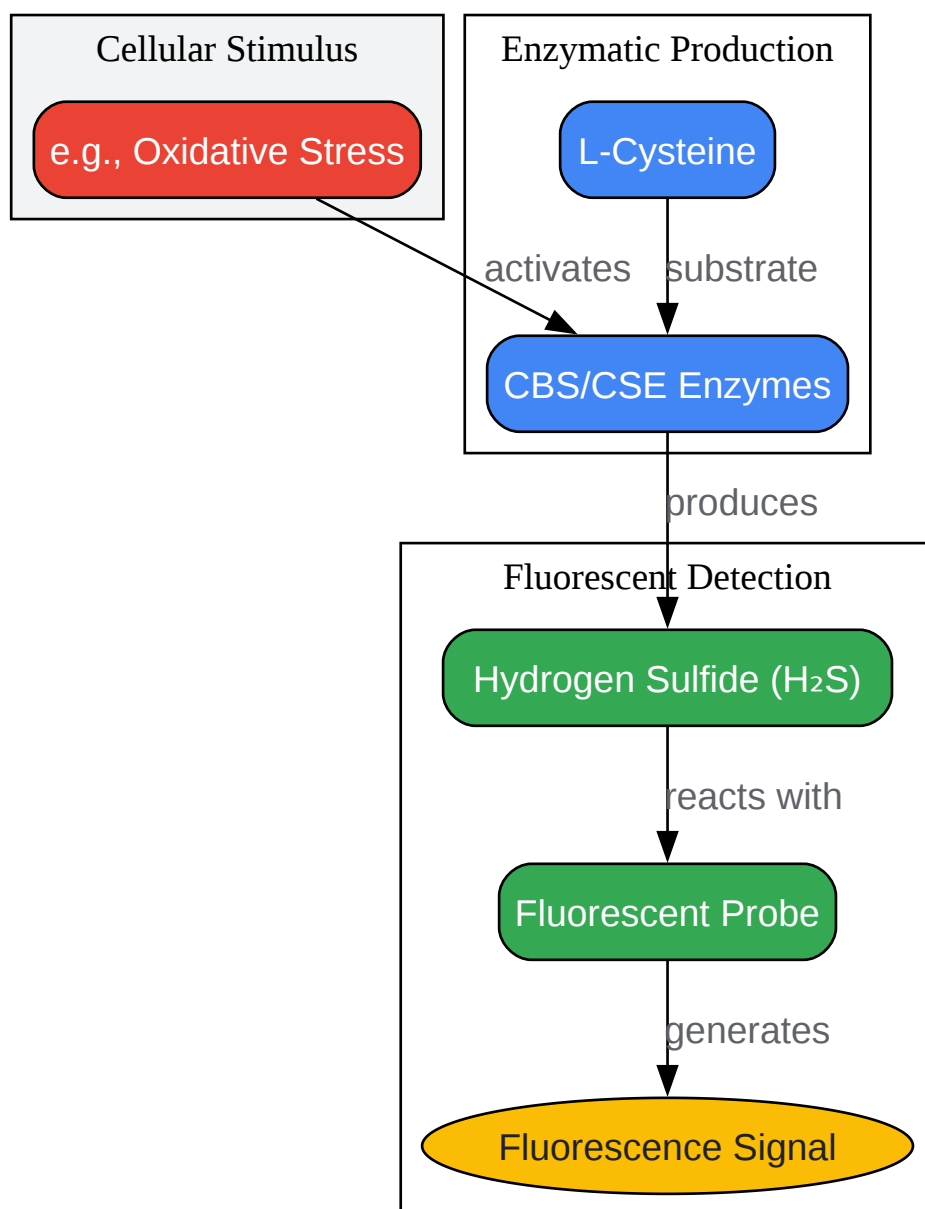 Cellular Stimulus
Enzymatic Production
e.g., Oxidative Stress
L-Cysteine
activates
substrate
CBS/CSE Enzymes
produces
Fluorescent Detection
Hydrogen Sulfide (H₂S)
reacts with
Fluorescent Probe
generates
Fluorescence Signal